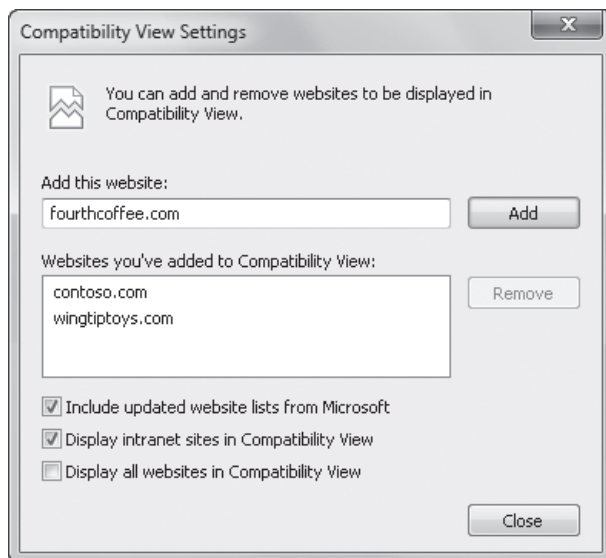 Compatibility View Settings
You can add and remove websites to be displayed in
Compatibility View.
Add this website:
fourthcoffee.com
Add
Websites you've added to Compatibility View:
contoso.com
wingtiptoys.com
Remove
Include updated website lists from Microsoft
Display intranet sites in Compatibility View
Display all websites in Compatibility View
Close